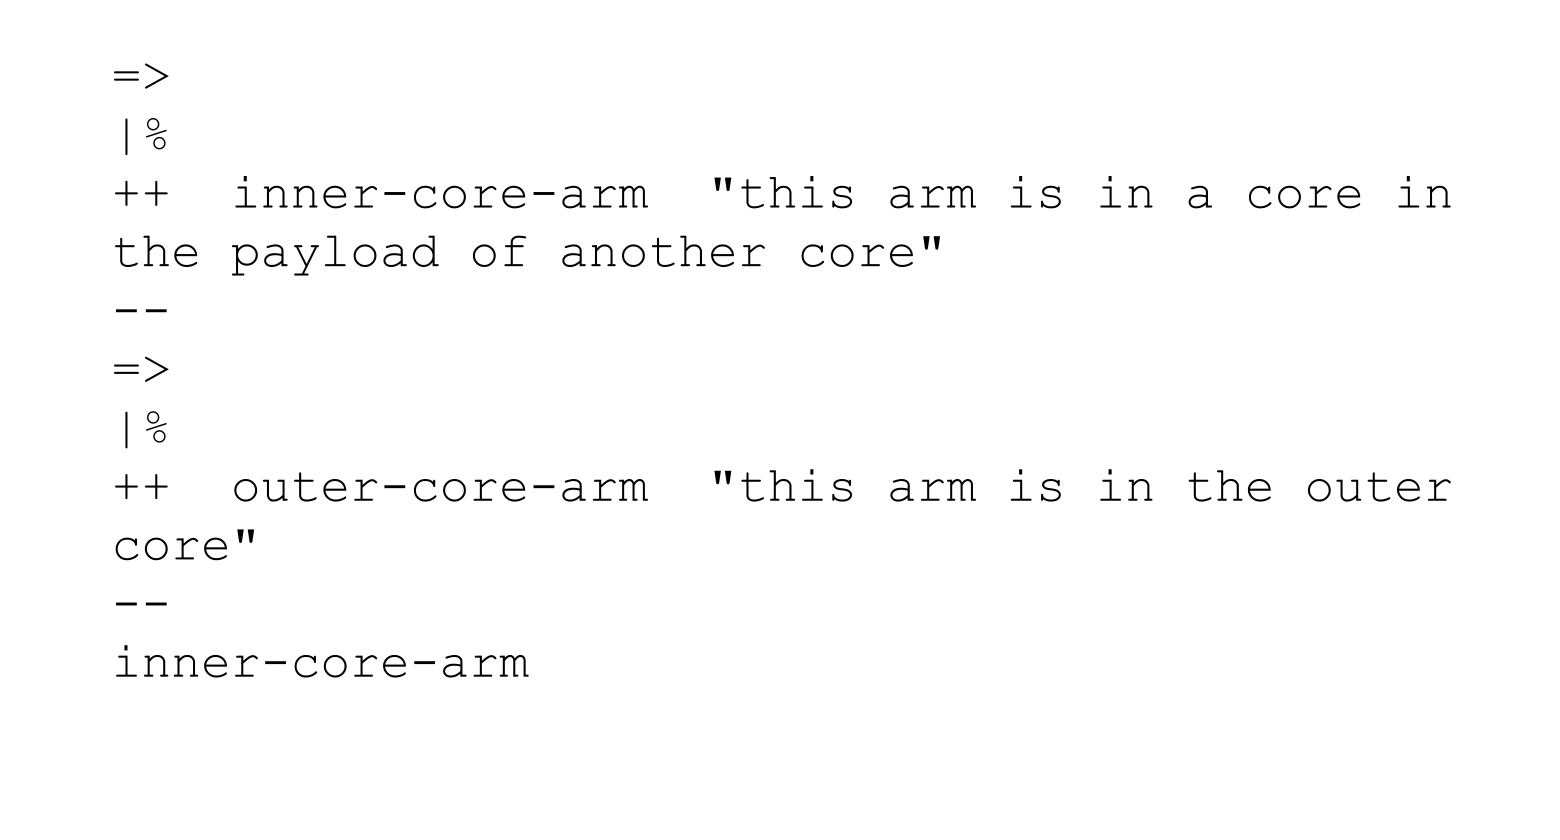 =>
|%
++  inner-core-arm  "this arm is in a core in
the payload of another core"
--
=>
|%
++  outer-core-arm  "this arm is in the outer
core"
--
inner-core-arm